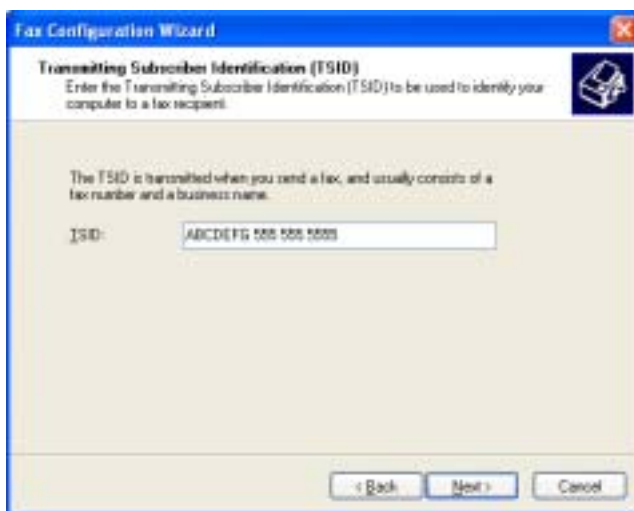 Fax Configuration Wizard
Transmitting Subscriber Identification (TSID)
Enter the Transmitting Subscriber Identification (TSID) to be used to identify your
computer to a fax recipient.
The TSID is transmitted when you send a fax, and usually consists of a
fax number and a business name.
TSID:
ABCDEFG 555 555 5555
< Back
Next >
Cancel